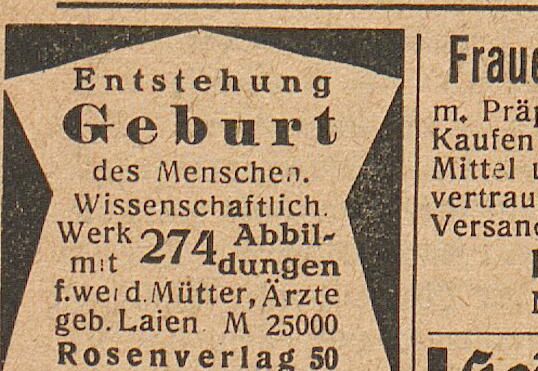 Entstehung
Geburt
des Menschen.
Wissenschaftlich.
Werk 274 Abbil-
mit dungen
f. werd. Mütter, Ärzte
geb. Laien M 25000
Rosenverlag 50
Fraue
m. Präp
Kaufen
Mittel u
vertrau
Versand